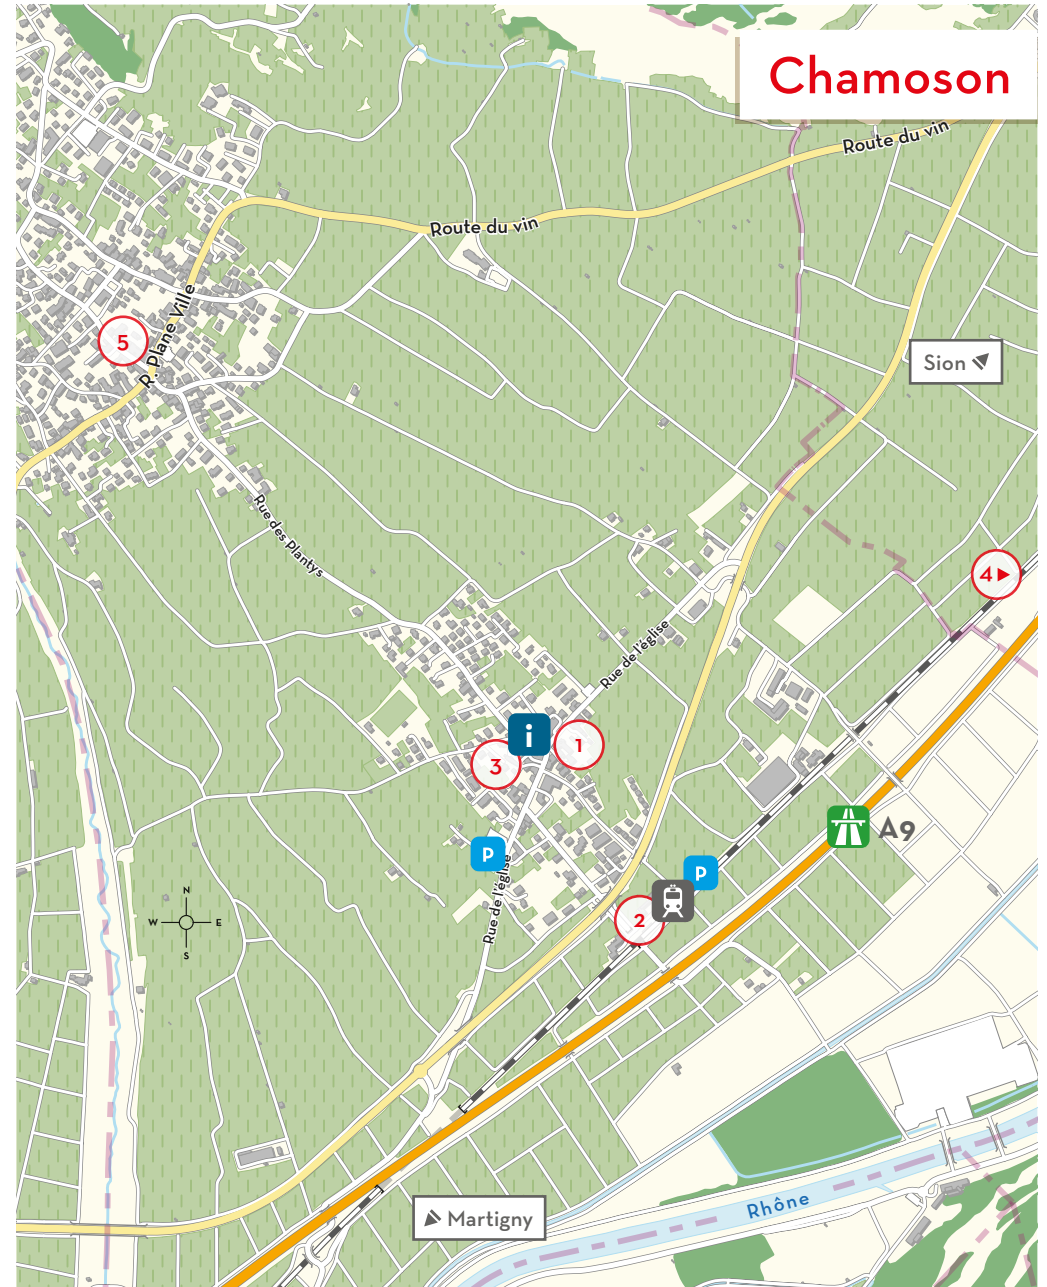 Chamoson
Route du vin
Route du vin
R. Plane Ville
5
Sion
Rue des Plantys
4
Rue de l'église
i
1
3
A9
P
Rue de l'église
P
2
N
W E
S
Martigny
Rhône